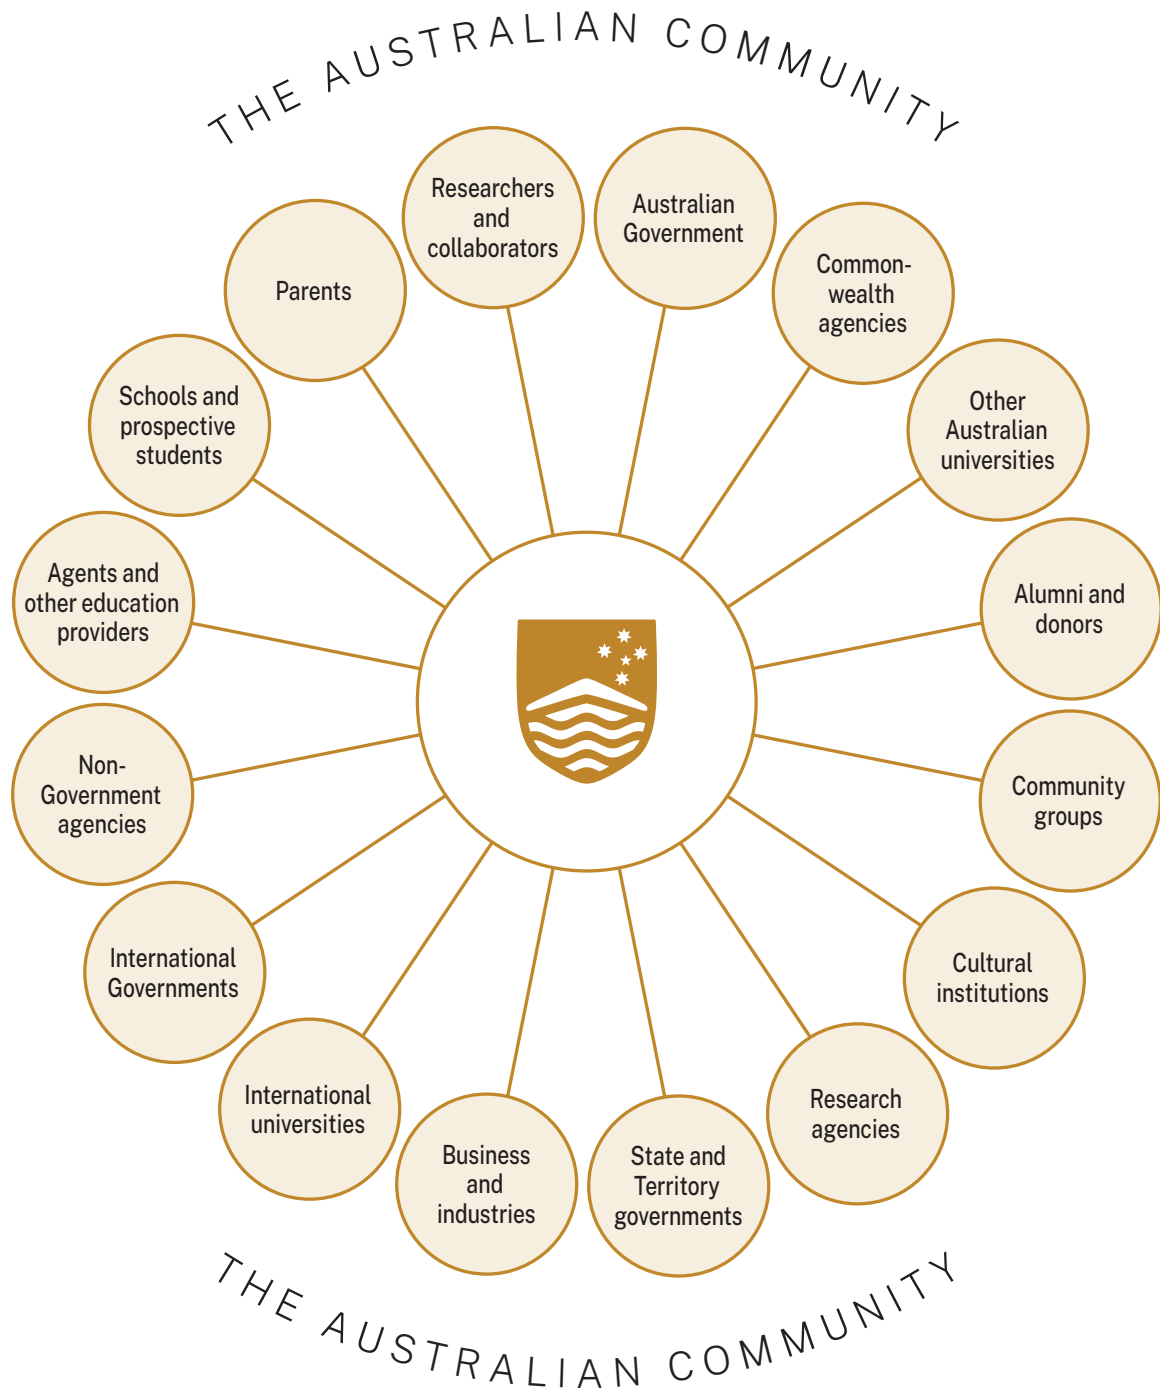 THE AUSTRALIAN COMMUNITY
Researchers
and
collaborators
Australian
Government
Common-
wealth
agencies
Other
Australian
universities
Alumni and
donors
Community
groups
Cultural
institutions
Research
agencies
State and
Territory
governments
Business
and
industries
International
universities
International
Governments
Non-
Government
agencies
Agents and
other education
providers
Schools and
prospective
students
Parents
THE AUSTRALIAN COMMUNITY